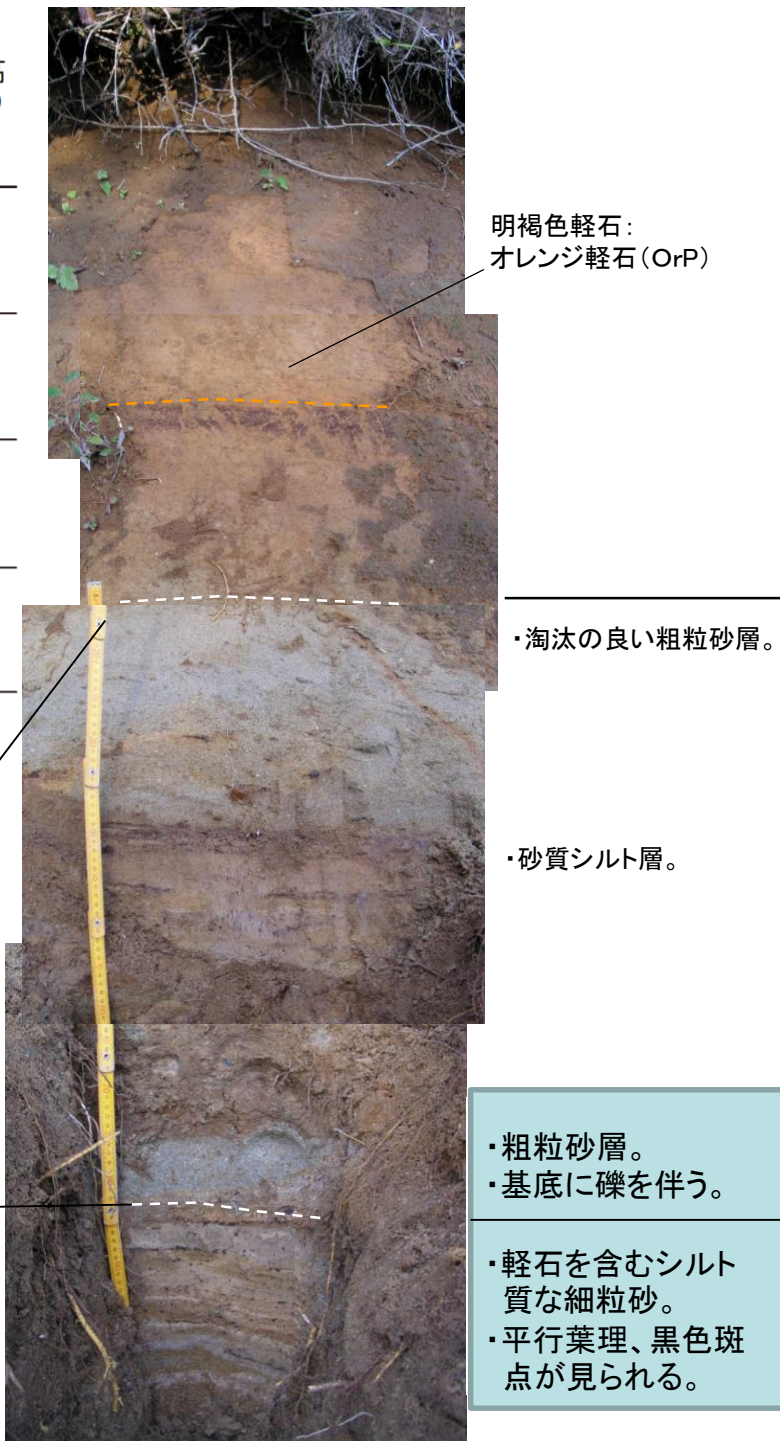 明褐色軽石:
オレンジ軽石(OrP)
・淘汰の良い粗粒砂層。
・砂質シルト層。
・粗粒砂層。
・基底に礫を伴う。
・軽石を含むシルト
質な細粒砂。
・平行葉理、黒色斑
点が見られる。